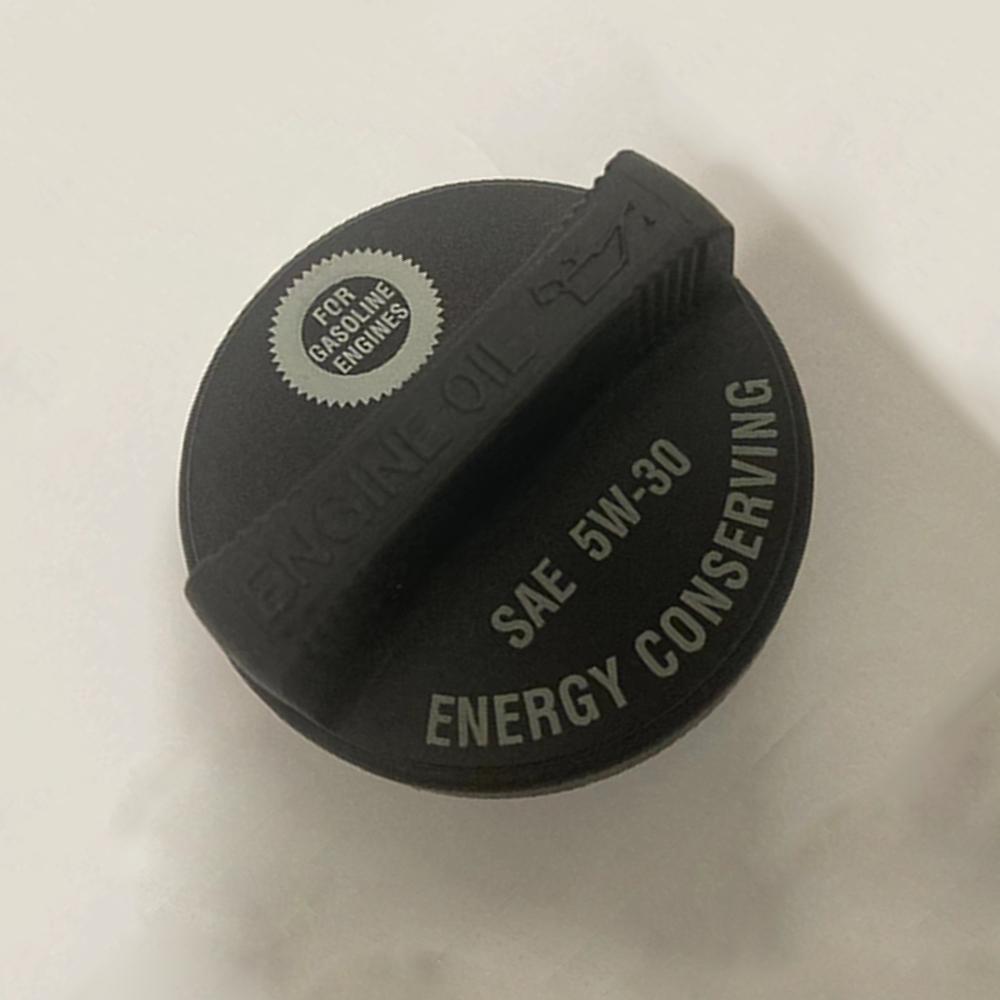 FOR
GASOLINE
ENGINES
ENGINE OIL
SAE 5W-30
ENERGY CONSERVING